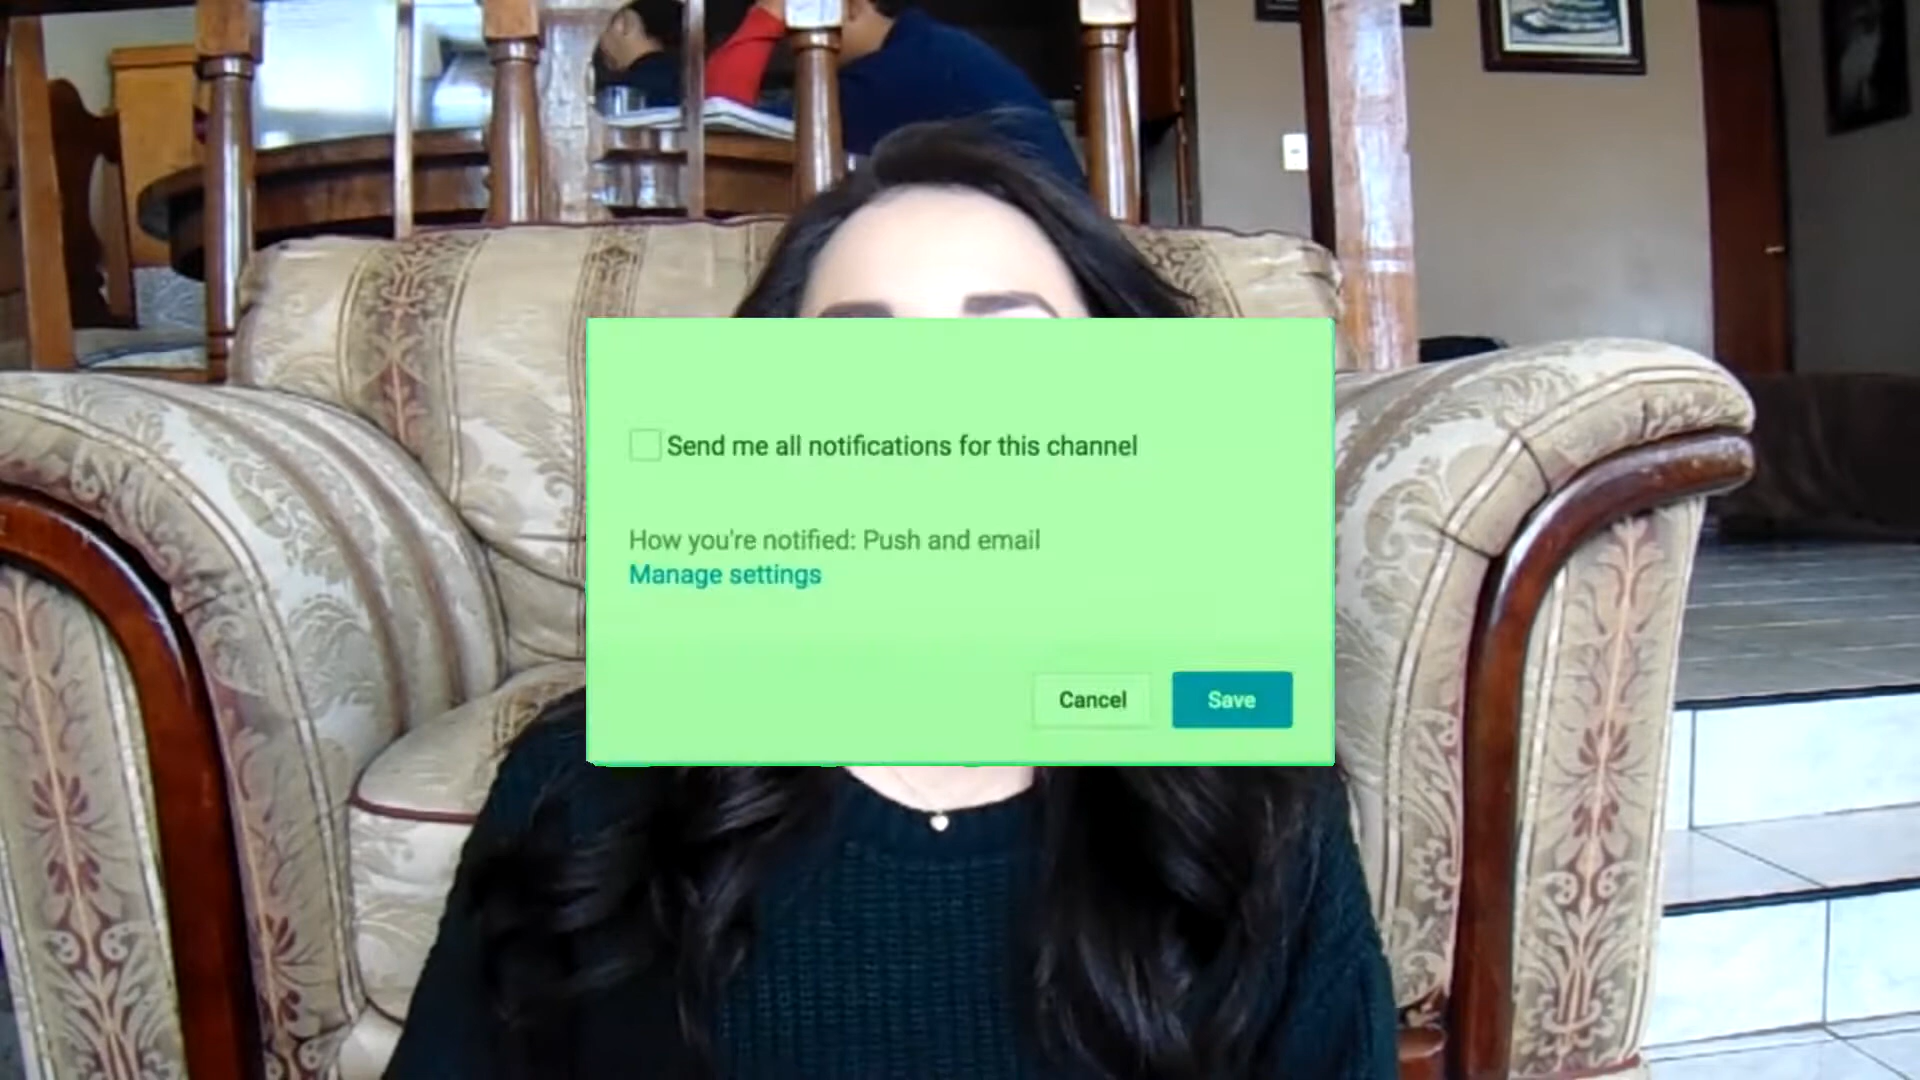 Send me all notifications for this channel
How you're notified: Push and email
Manage settings
Cancel
Save